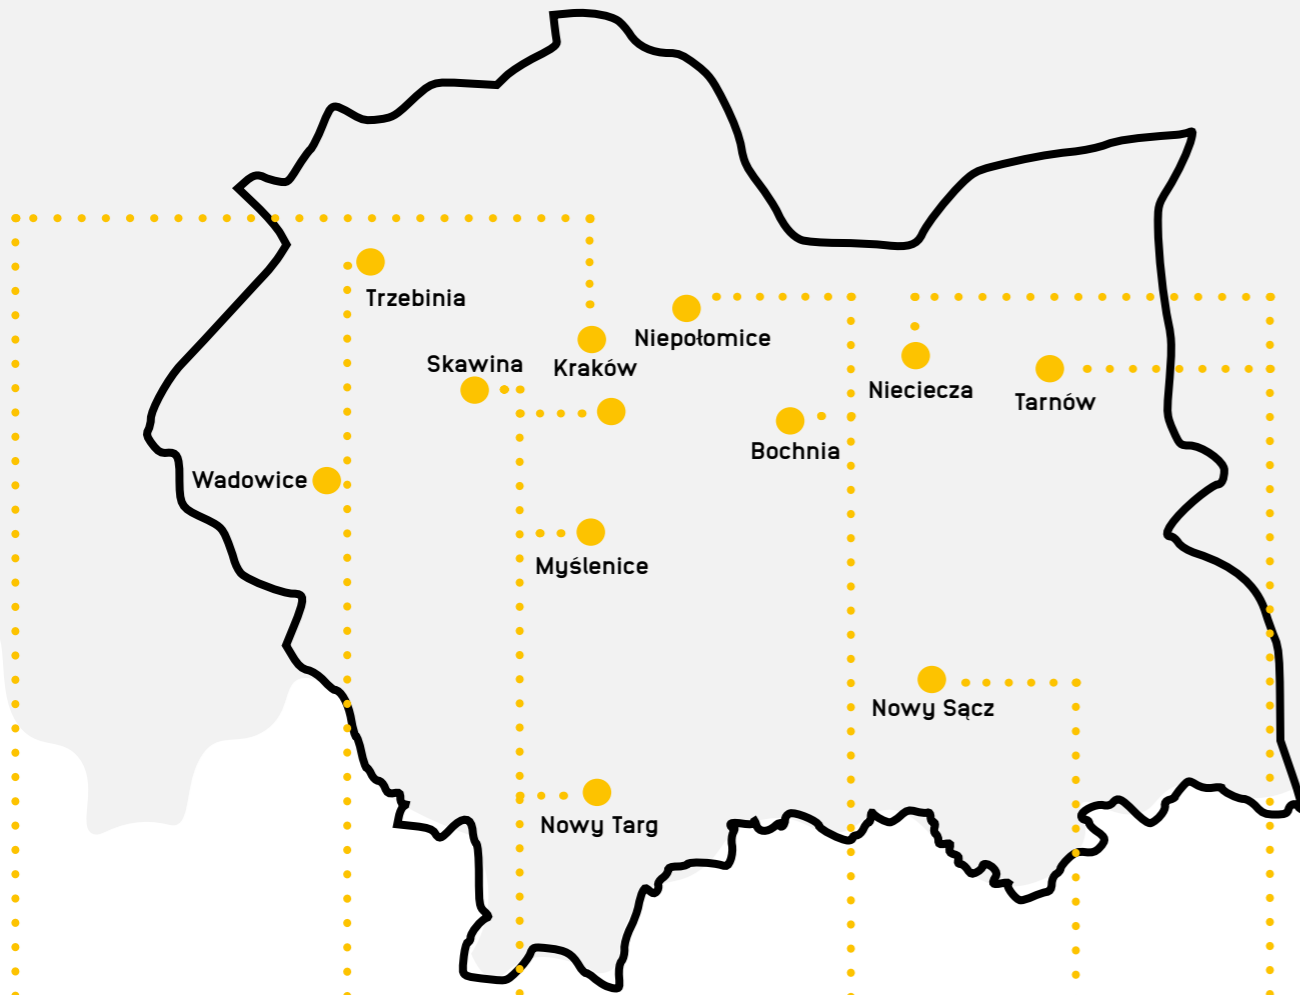 Trzebinia
Niepołomice
Skawina
Kraków
Nieciecza
Tarnów
Bochnia
Wadowice
Myślenice
Nowy Sącz
Nowy Targ